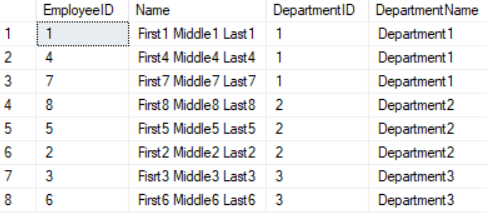 EmployeeID Name DepartmentID DepartmentName
1 1 First1 Middle1 Last1 1 Department1
2 4 First4 Middle4 Last4 1 Department1
3 7 First7 Middle7 Last7 1 Department1
4 8 First8 Middle8 Last8 2 Department2
5 5 First5 Middle5 Last5 2 Department2
6 2 First2 Middle2 Last2 2 Department2
7 3 Fisrt3 Middle3 Last3 3 Department3
8 6 First6 Middle6 Last6 3 Department3